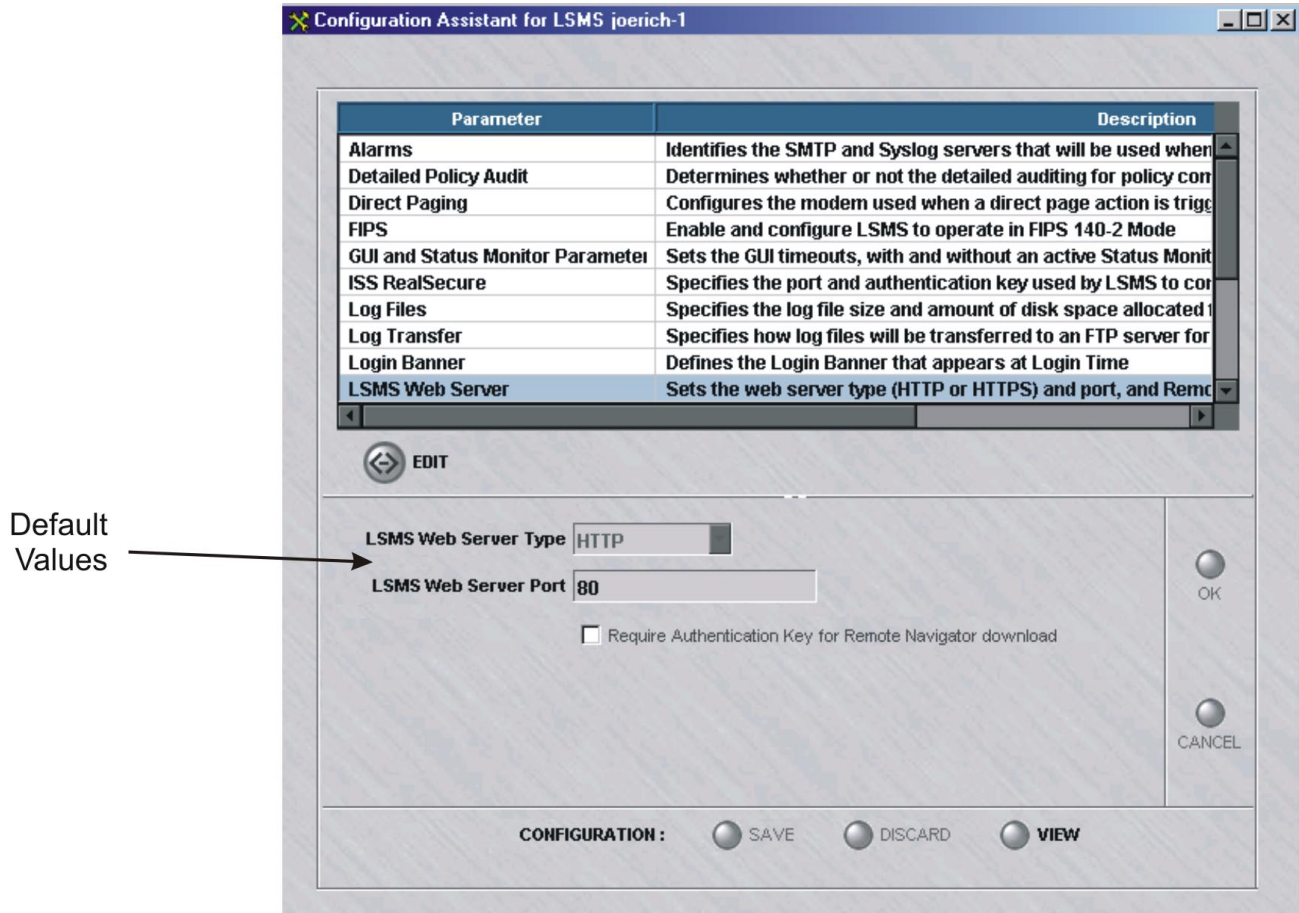 Configuration Assistant for LSMS joerich-1
Parameter Description
Alarms Identifies the SMTP and Syslog servers that will be used when
Detailed Policy Audit Determines whether or not the detailed auditing for policy com
Direct Paging Configures the modem used when a direct page action is trigg
FIPS Enable and configure LSMS to operate in FIPS 140-2 Mode
GUI and Status Monitor Parameter Sets the GUI timeouts, with and without an active Status Monit
ISS RealSecure Specifies the port and authentication key used by LSMS to con
Log Files Specifies the log file size and amount of disk space allocated
Log Transfer Specifies how log files will be transferred to an FTP server for
Login Banner Defines the Login Banner that appears at Login Time
LSMS Web Server Sets the web server type (HTTP or HTTPS) and port, and Remo
EDIT
Default
Values
LSMS Web Server Type HTTP
LSMS Web Server Port 80
Require Authentication Key for Remote Navigator download
OK
CANCEL
CONFIGURATION : SAVE DISCARD VIEW